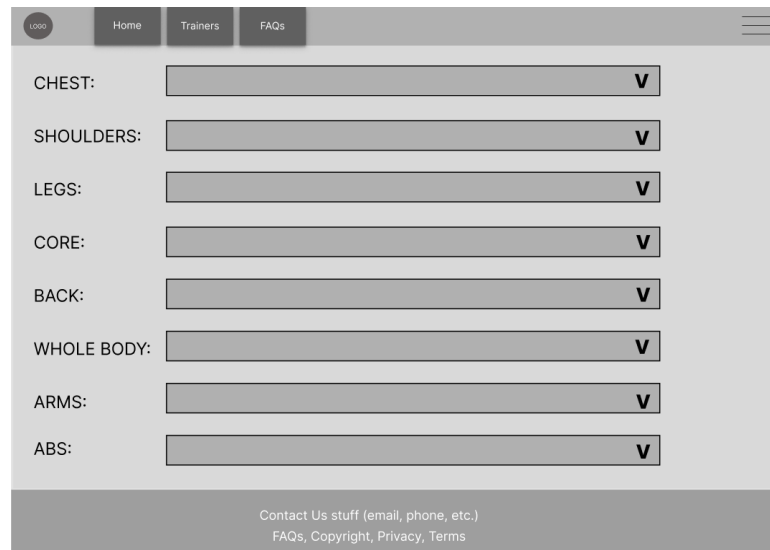 LOGO Home Trainers FAQs
CHEST: V
SHOULDERS: V
LEGS: V
CORE: V
BACK: V
WHOLE BODY: V
ARMS: V
ABS: V
Contact Us stuff (email, phone, etc.)
FAQs, Copyright, Privacy, Terms